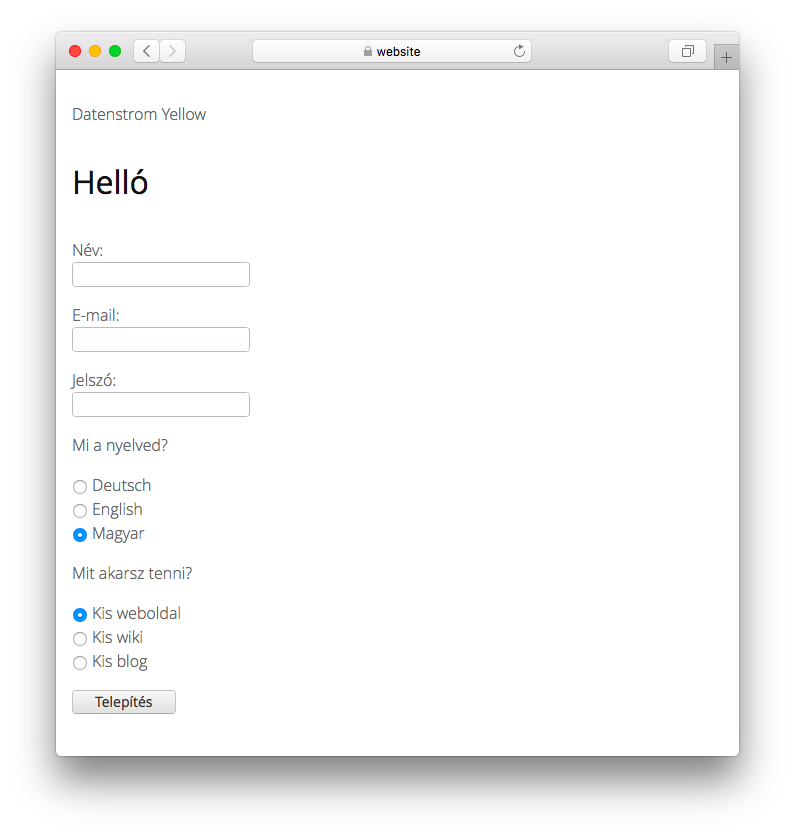 website
Datenstrom Yellow
Helló
Név:
E-mail:
Jelszó:
Mi a nyelved?
Deutsch
English
Magyar
Mit akarsz tenni?
Kis weboldal
Kis wiki
Kis blog
Telepítés